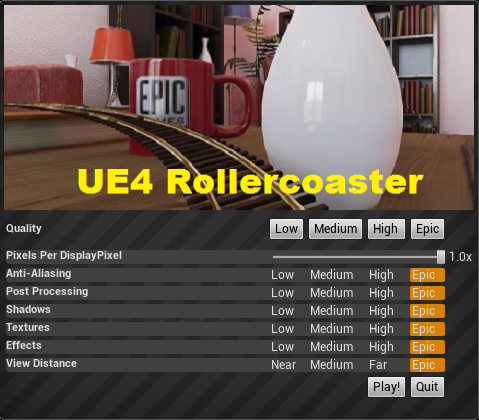 EPIC
GAMES
UE4 Rollercoaster
Quality Low Medium High Epic
Pixels Per DisplayPixel 1.0x
Anti-Aliasing Low Medium High Epic
Post Processing Low Medium High Epic
Shadows Low Medium High Epic
Textures Low Medium High Epic
Effects Low Medium High Epic
View Distance Near Medium Far Epic
Play! Quit